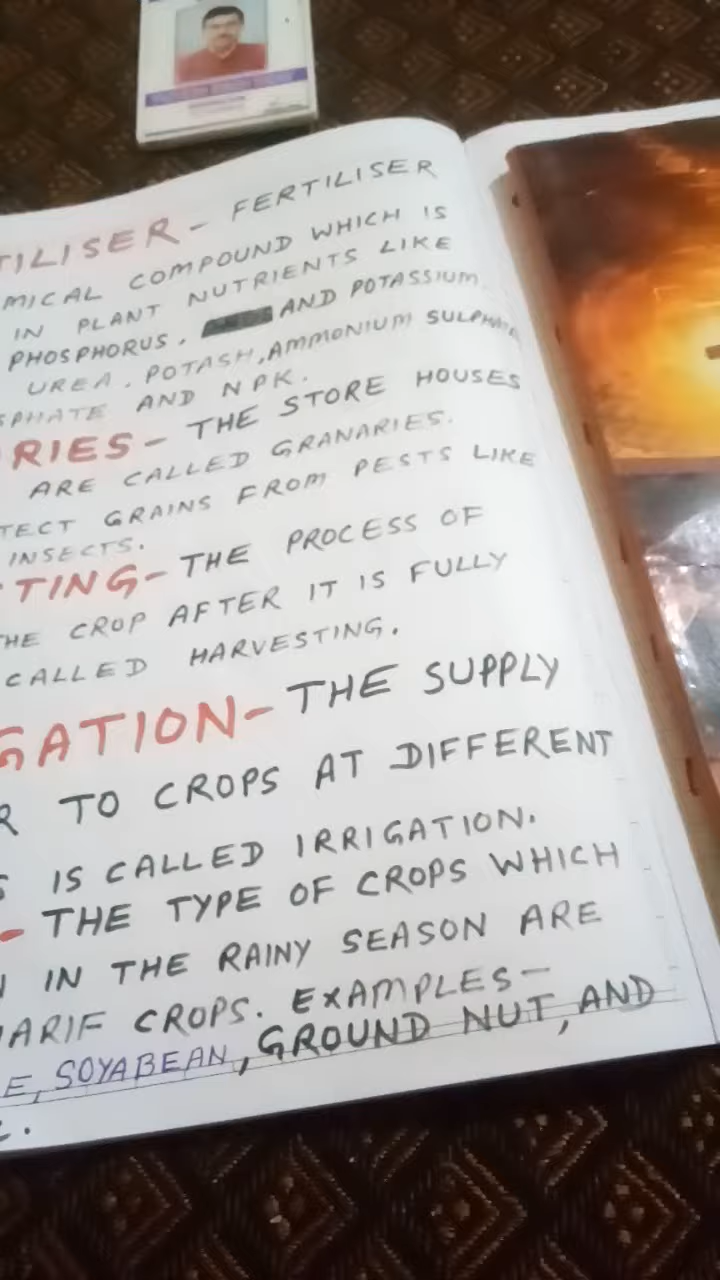 TILISER - FERTILISER
MICAL COMPOUND WHICH IS
IN PLANT NUTRIENTS LIKE
PHOSPHORUS, AND POTASSIUM.
UREA, POTASH, AMMONIUM SULPHATE
SPHATE AND NPK.
RIES - THE STORE HOUSES
ARE CALLED GRANARIES.
TECT GRAINS FROM PESTS LIKE
INSECTS.
TING - THE PROCESS OF
HE CROP AFTER IT IS FULLY
CALLED HARVESTING.
GATION - THE SUPPLY
R TO CROPS AT DIFFERENT
S IS CALLED IRRIGATION.
- THE TYPE OF CROPS WHICH
N IN THE RAINY SEASON ARE
ARIF CROPS. EXAMPLES -
E, SOYABEAN, GROUND NUT, AND